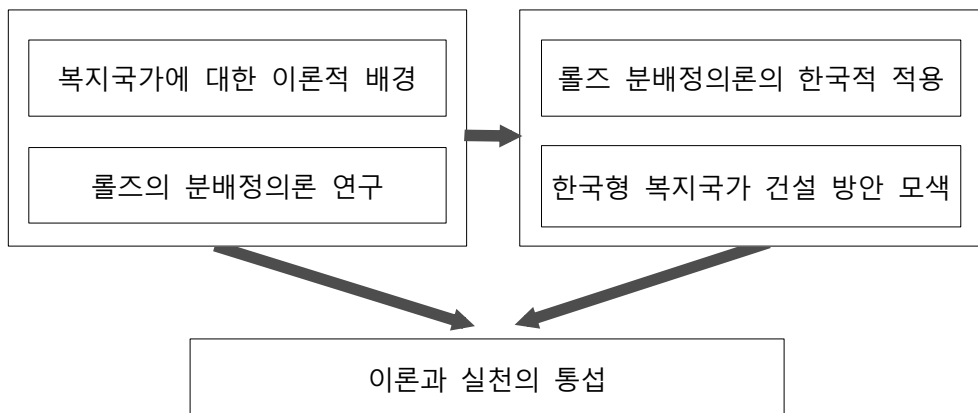 복지국가에 대한 이론적 배경
롤즈의 분배정의론 연구
롤즈 분배정의론의 한국적 적용
한국형 복지국가 건설 방안 모색
이론과 실천의 통섭